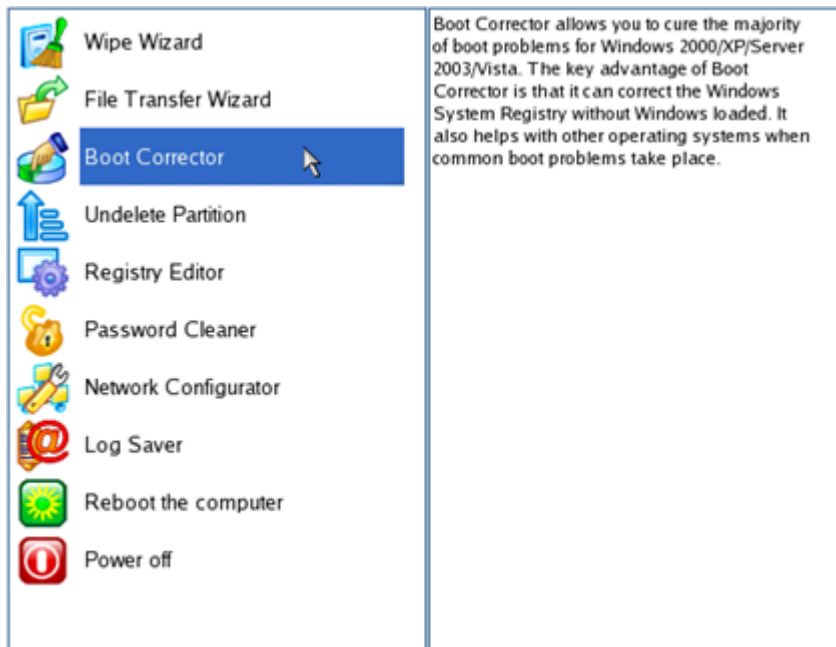 Wipe Wizard
File Transfer Wizard
Boot Corrector
Undelete Partition
Registry Editor
Password Cleaner
Network Configurator
Log Saver
Reboot the computer
Power off
Boot Corrector allows you to cure the majority
of boot problems for Windows 2000/XP/Server
2003/Vista. The key advantage of Boot
Corrector is that it can correct the Windows
System Registry without Windows loaded. It
also helps with other operating systems when
common boot problems take place.